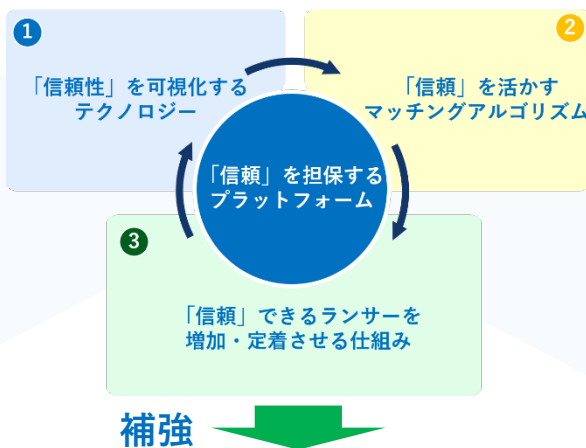 1
「信頼性」を可視化する
テクノロジー
2
「信頼」を活かす
マッチングアルゴリズム
「信頼」を担保する
プラットフォーム
3
「信頼」できるランサーを
増加・定着させる仕組み
補強